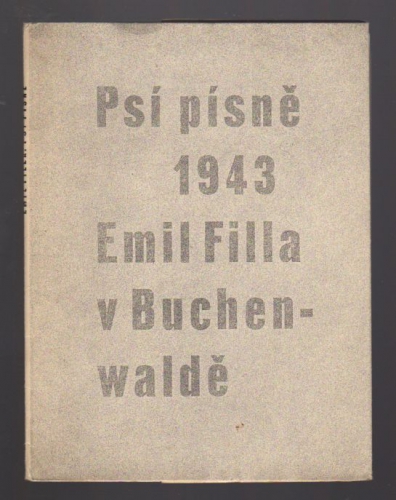 Psí písně
1943
Emil Filla
v Buchen-
waldě